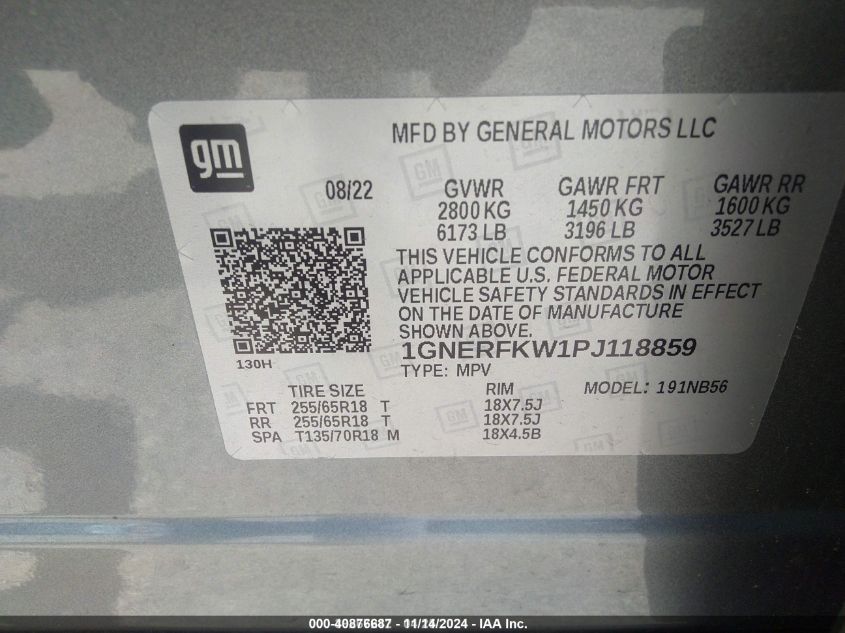 gm
MFD BY GENERAL MOTORS LLC
08/22
GVWR GAWR FRT GAWR RR
2800 KG 1450 KG 1600 KG
6173 LB 3196 LB 3527 LB
THIS VEHICLE CONFORMS TO ALL
APPLICABLE U.S. FEDERAL MOTOR
VEHICLE SAFETY STANDARDS IN EFFECT
ON THE DATE OF MANUFACTURE
SHOWN ABOVE.
1GNERFKW1PJ118859
130H
TYPE: MPV
TIRE SIZE RIM MODEL: 191NB56
FRT 255/65R18 T 18X7.5J
RR 255/65R18 T 18X7.5J
SPA T135/70R18 M 18X4.5B
000-40876687 - 11/14/2024 - IAA Inc.